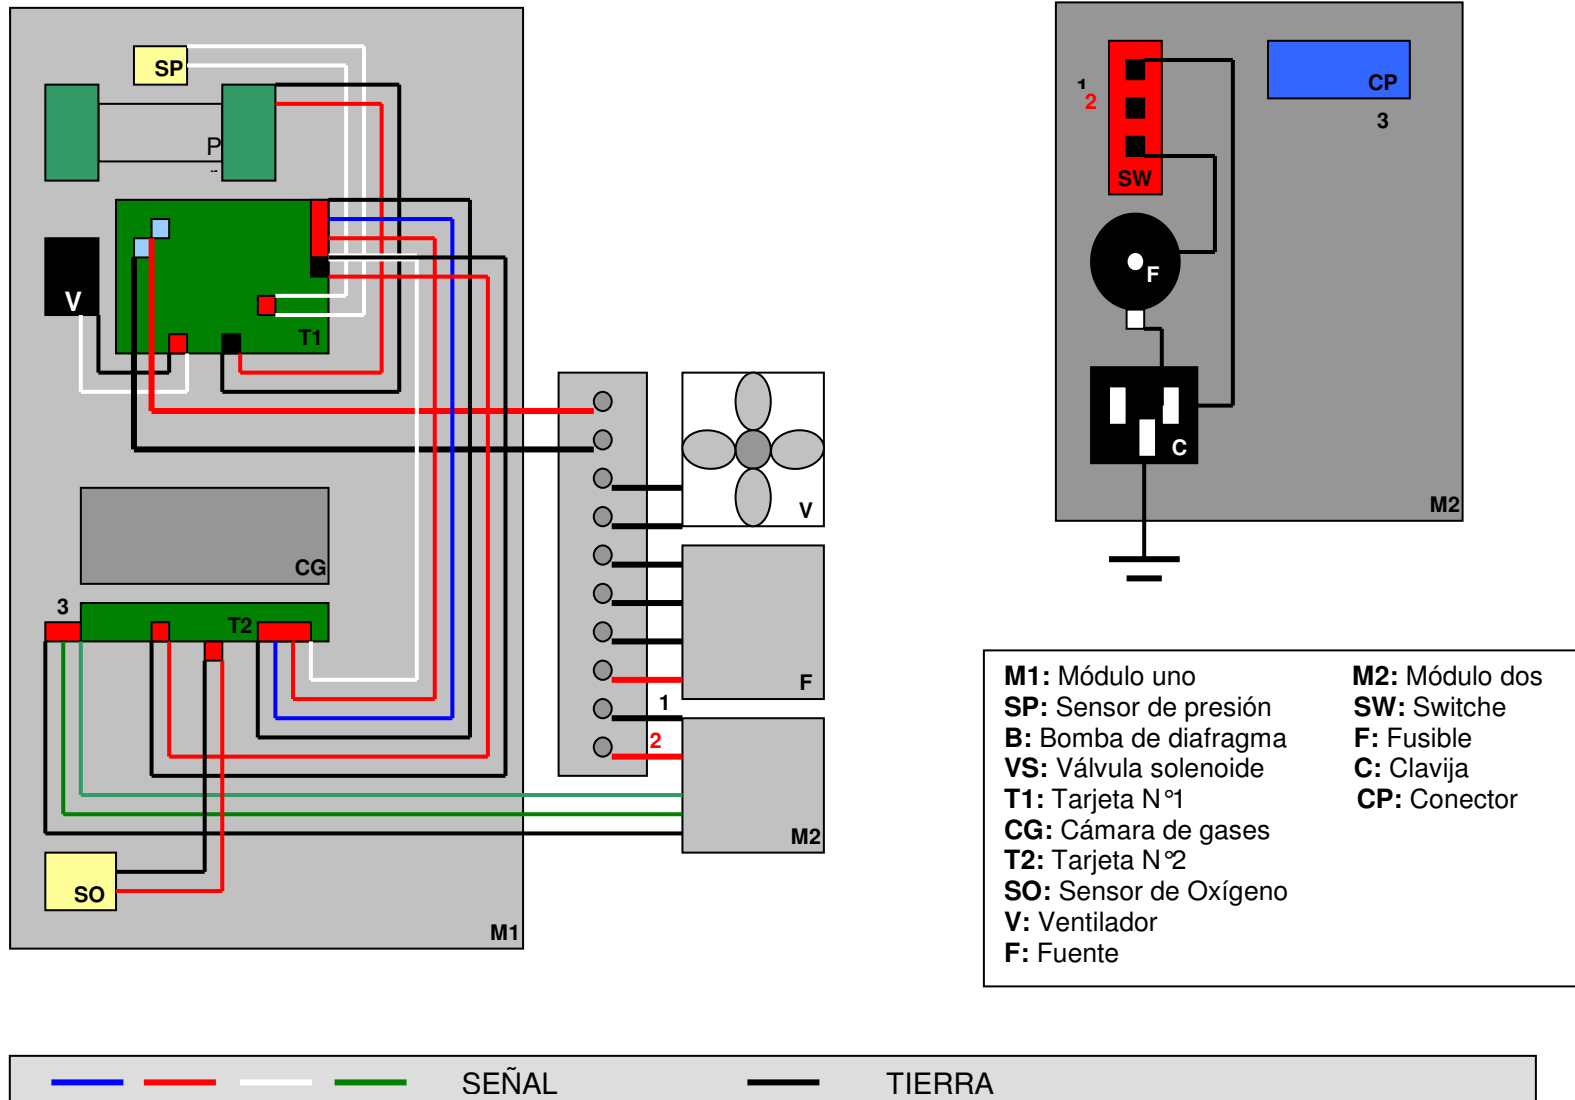 SP
P
V
T1
CG
3
T2
SO
M1
V
F
1
2
M2
1
2
SW
CP
3
F
C
M2
M1: Módulo uno
SP: Sensor de presión
B: Bomba de diafragma
VS: Válvula solenoide
T1: Tarjeta N°1
CG: Cámara de gases
T2: Tarjeta N°2
SO: Sensor de Oxígeno
V: Ventilador
F: Fuente
M2: Módulo dos
SW: Switche
F: Fusible
C: Clavija
CP: Conector
SEÑAL
TIERRA